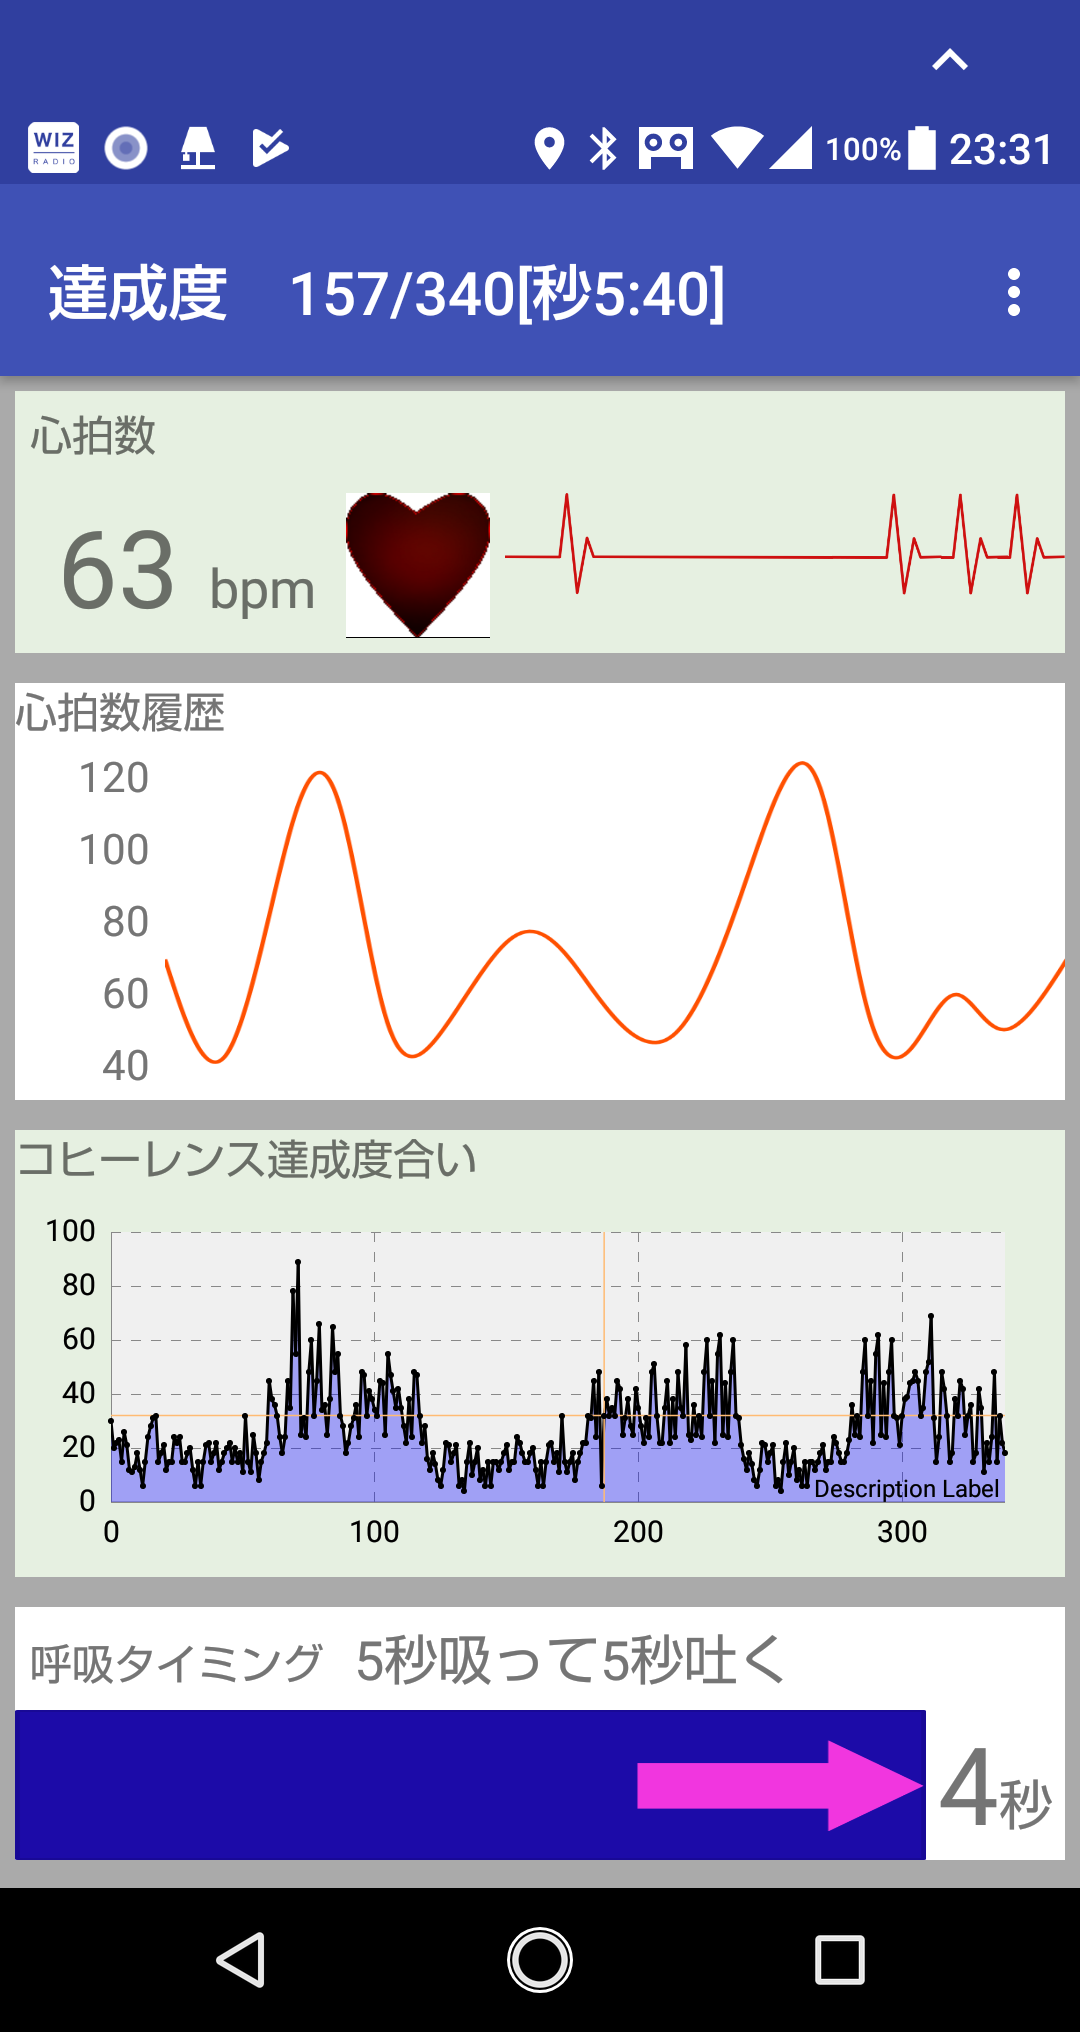 WIZ
RADIO
100% 23:31
達成度 157/340[秒5:40]
心拍数
63 bpm
心拍数履歴
120
100
80
60
40
コヒーレンス達成度合い
100
80
60
40
20
0
Description Label
0 100 200 300
呼吸タイミング 5秒吸って5秒吐く
4秒